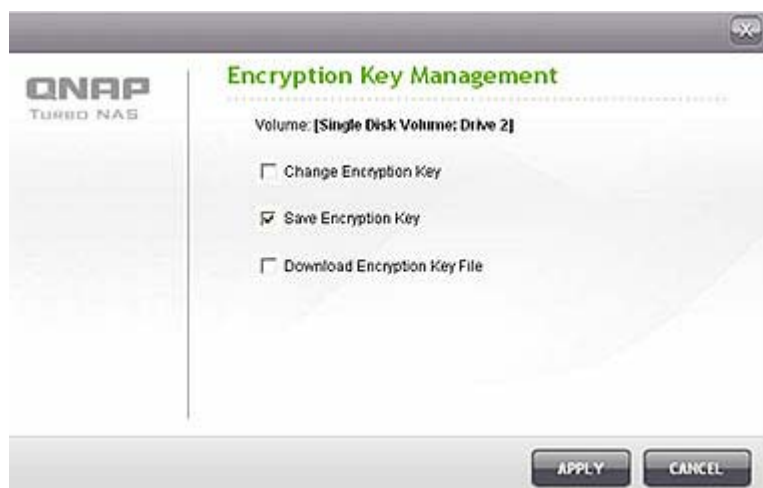 QNAP
TURBO NAS
Encryption Key Management
Volume: [Single Disk Volume: Drive 2]
Change Encryption Key
Save Encryption Key
Download Encryption Key File
APPLY
CANCEL